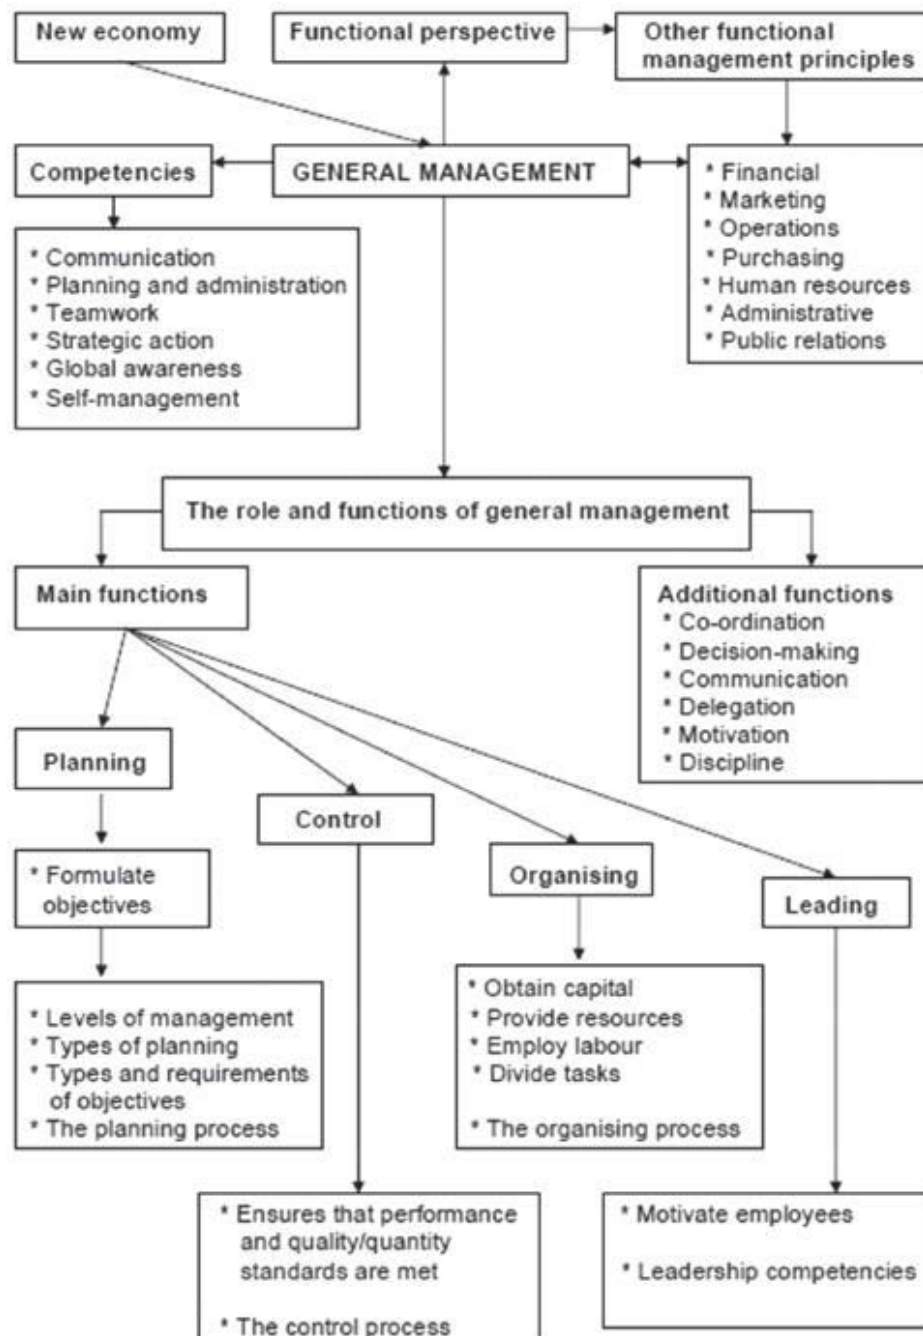 New economy
Functional perspective
Other functional
management principles
Competencies
GENERAL MANAGEMENT
* Financial
* Marketing
* Operations
* Purchasing
* Human resources
* Administrative
* Public relations
* Communication
* Planning and administration
* Teamwork
* Strategic action
* Global awareness
* Self-management
The role and functions of general management
Main functions
Additional functions
* Co-ordination
* Decision-making
* Communication
* Delegation
* Motivation
* Discipline
Planning
Control
Organising
Leading
* Formulate
objectives
* Levels of management
* Types of planning
* Types and requirements
of objectives
* The planning process
* Obtain capital
* Provide resources
* Employ labour
* Divide tasks
* The organising process
* Ensures that performance
and quality/quantity
standards are met
* The control process
* Motivate employees
* Leadership competencies